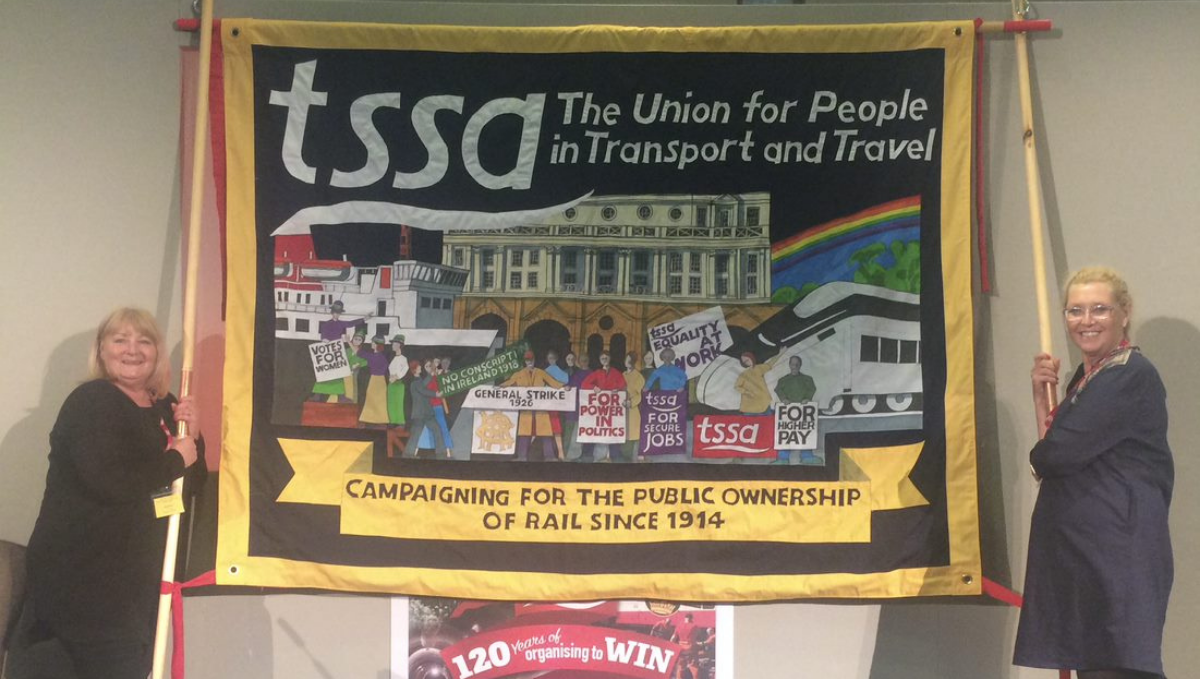 tssa
The Union for People
in Transport and Travel
VOTES
FOR
WOMEN
NO CONSCRIPTION
IN IRELAND 1918
GENERAL STRIKE
1926
FOR
POWER
IN
POLITICS
tssa
EQUALITY
AT
WORK
tssa
FOR
SECURE
JOBS
tssa
FOR
HIGHER
PAY
CAMPAIGNING FOR THE PUBLIC OWNERSHIP
OF RAIL SINCE 1914
120 Years of organising to WIN